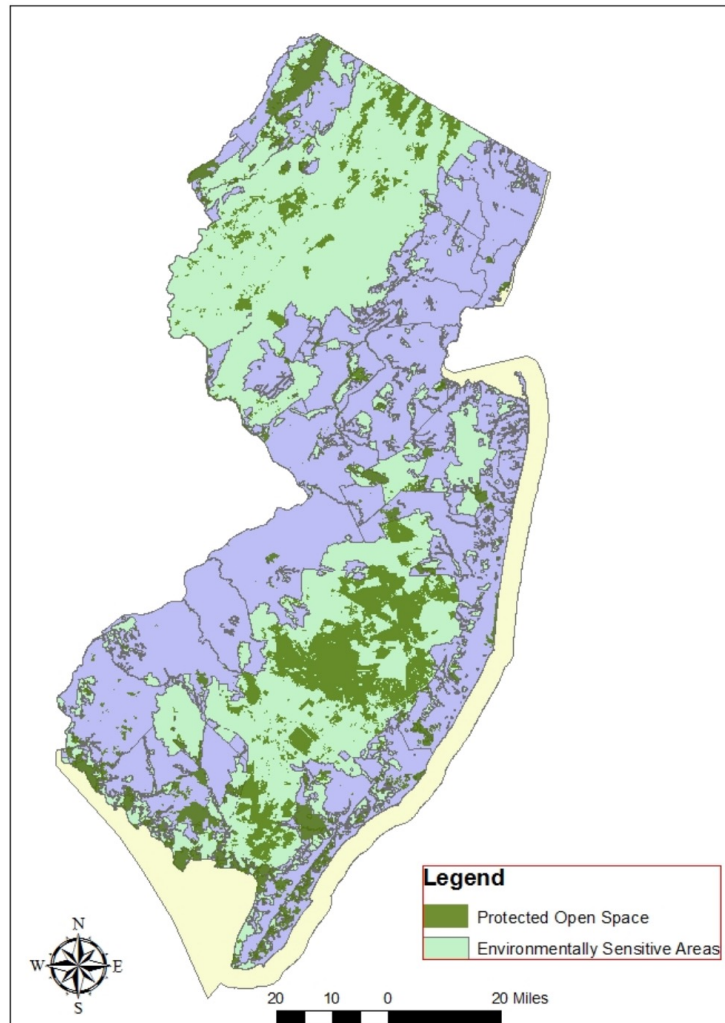 Legend
Protected Open Space
Environmentally Sensitive Areas
N
W E
S
20 10 0 20 Miles